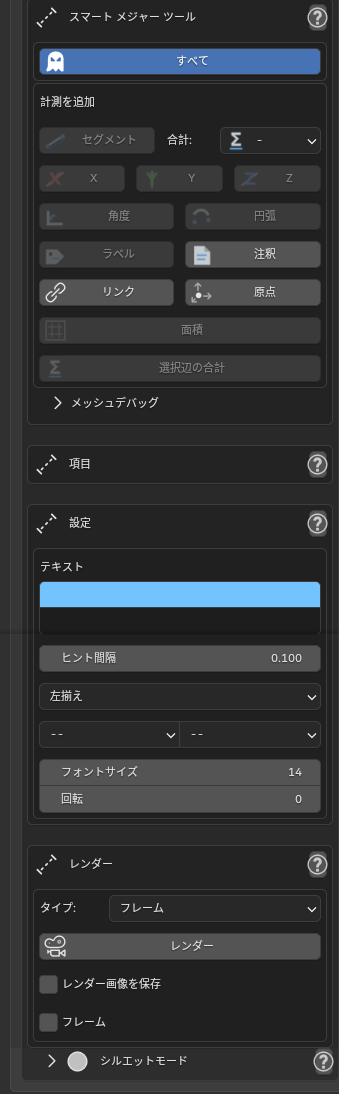 スマート メジャー ツール
すべて
計測を追加
セグメント 合計: -
X Y Z
角度 円弧
ラベル 注釈
リンク 原点
面積
選択辺の合計
メッシュデバッグ
項目
設定
テキスト
ヒント間隔 0.100
左揃え
-- --
フォントサイズ 14
回転 0
レンダー
タイプ: フレーム
レンダー
レンダー画像を保存
フレーム
シルエットモード